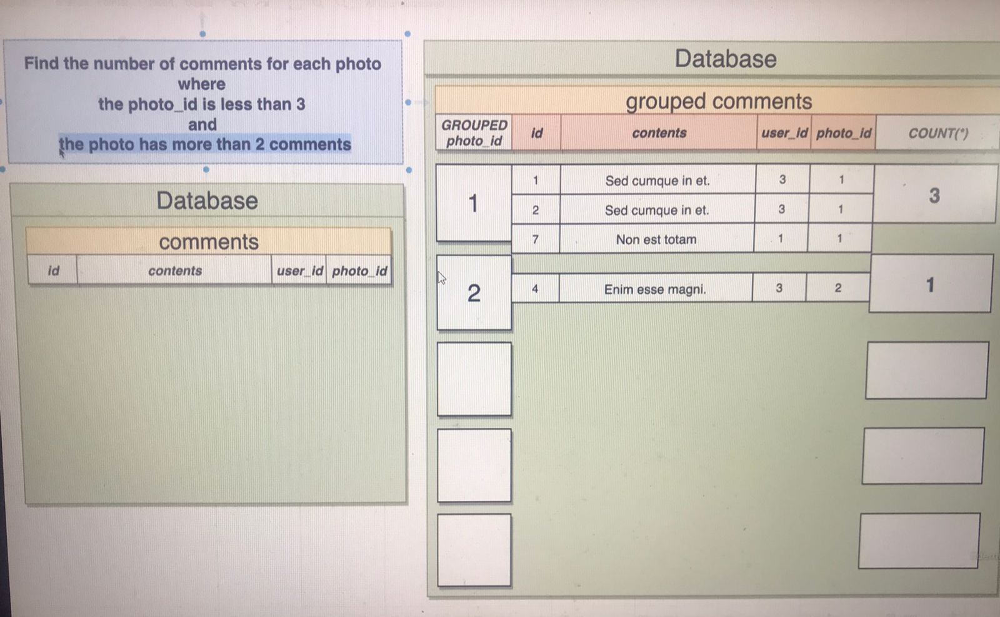 Find the number of comments for each photo
where
the photo_id is less than 3
and
the photo has more than 2 comments
Database
comments
id contents user_id photo_id
Database
grouped comments
GROUPED photo_id id contents user_id photo_id COUNT(*)
1
1 Sed cumque in et. 3 1
3
2 Sed cumque in et. 3 1
7 Non est totam 1 1
2
4 Enim esse magni. 3 2
1